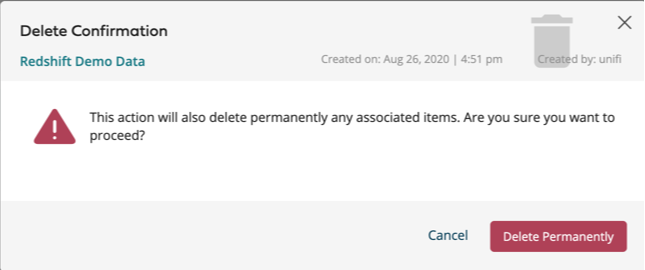 Delete Confirmation
Redshift Demo Data
Created on: Aug 26, 2020 | 4:51 pm
Created by: unifi
This action will also delete permanently any associated items. Are you sure you want to
proceed?
Cancel
Delete Permanently